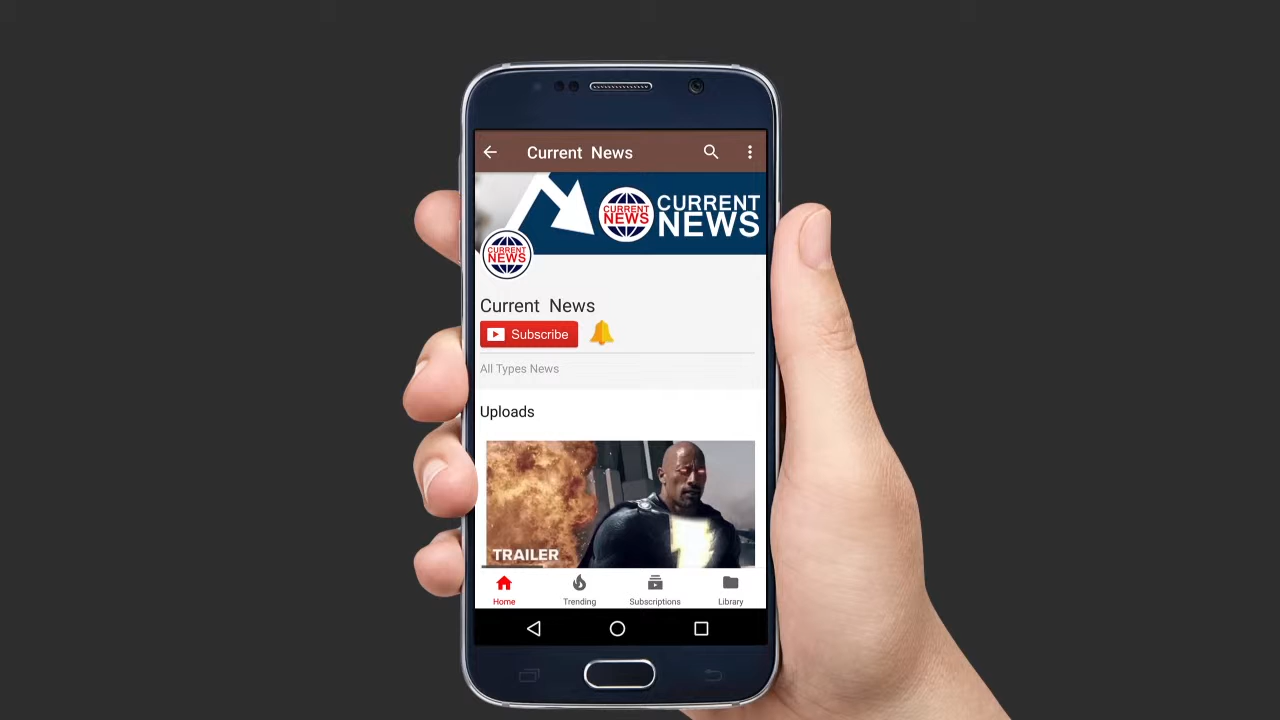 Current News
CURRENT
NEWS
CURRENT
NEWS
CURRENT
NEWS
Current News
Subscribe
All Types News
Uploads
TRAILER
Home
Trending
Subscriptions
Library